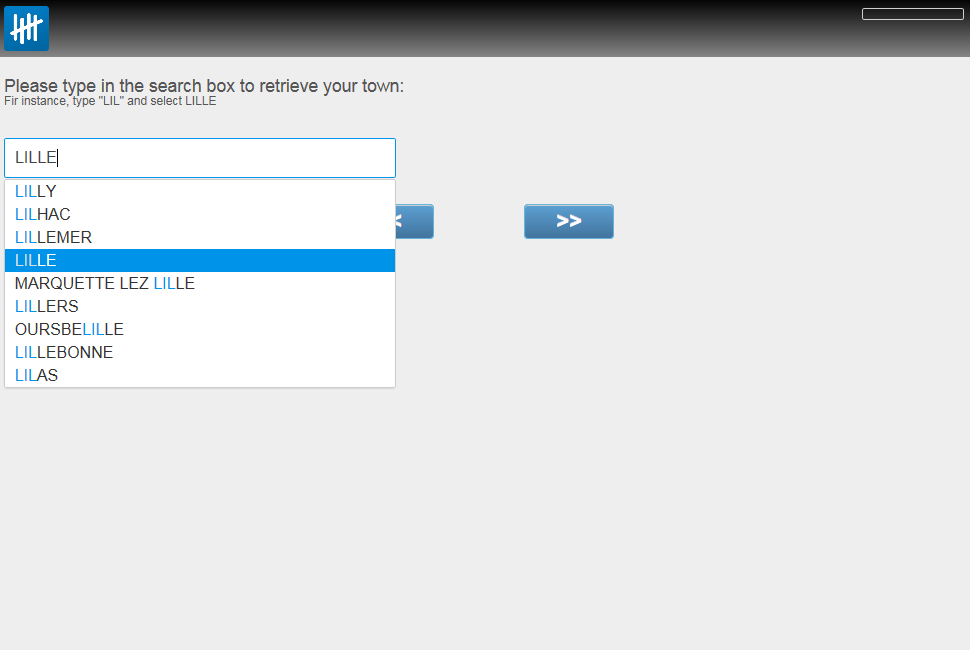 Please type in the search box to retrieve your town:
Fir instance, type "LIL" and select LILLE
LILLE
LILLY
LILHAC
LILLEMER
LILLE
MARQUETTE LEZ LILLE
LILLERS
OURSBELILLE
LILLEBONNE
LILAS
< >>